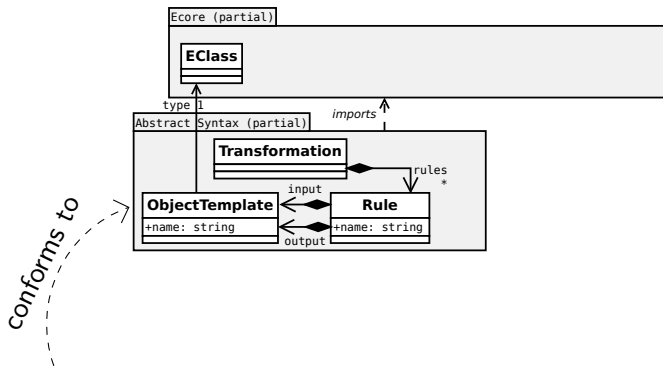 Ecore (partial)
EClass
type 1
imports
Abstract Syntax (partial)
Transformation
rules
*
input
ObjectTemplate
Rule
+name: string
+name: string
output
conforms to